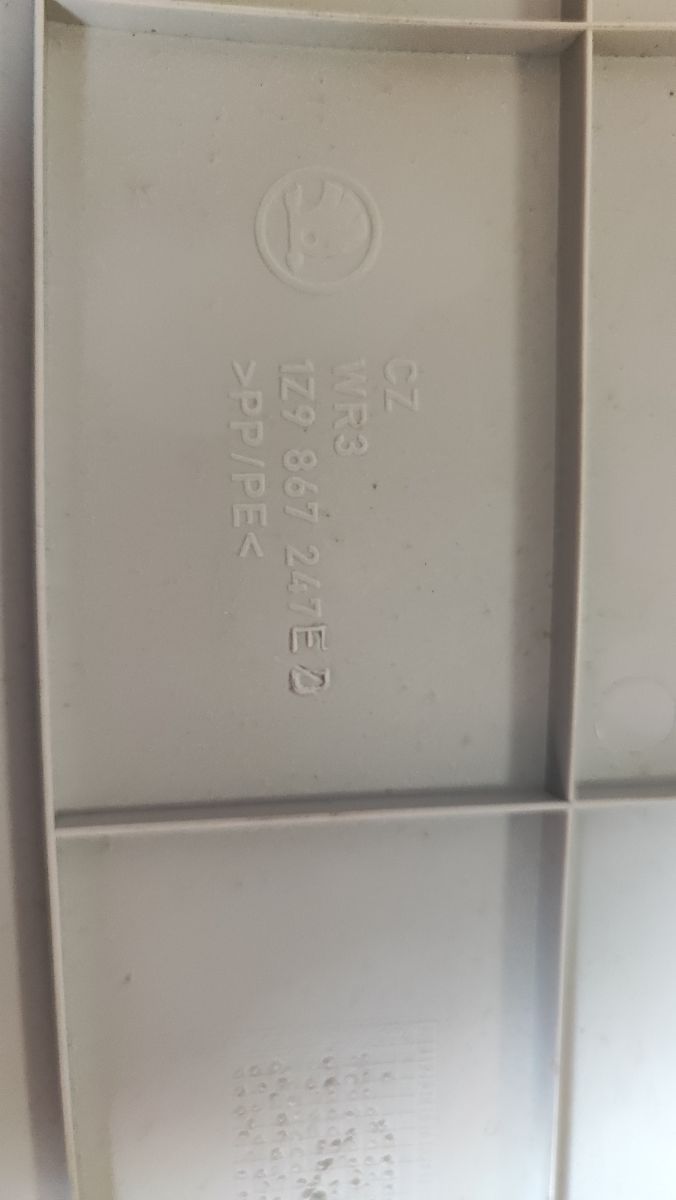 CZ
WR3
1Z9 867 247E
>PP/PE<